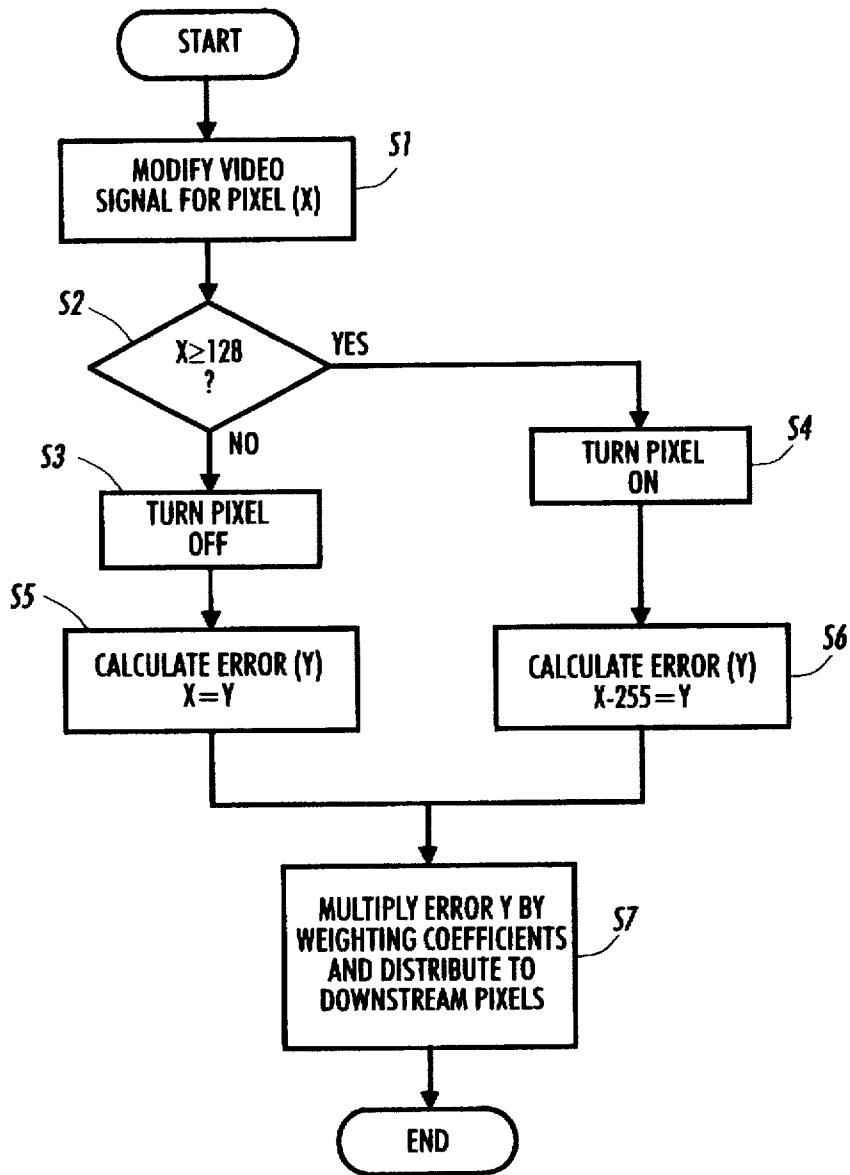 START
S1
MODIFY VIDEO
SIGNAL FOR PIXEL (X)
S2
X≥128
?
YES
NO
S3
TURN PIXEL
OFF
S4
TURN PIXEL
ON
S5
CALCULATE ERROR (Y)
X=Y
CALCULATE ERROR (Y)
X-255=Y
S6
MULTIPLY ERROR Y BY
WEIGHTING COEFFICIENTS
AND DISTRIBUTE TO
DOWNSTREAM PIXELS
S7
END